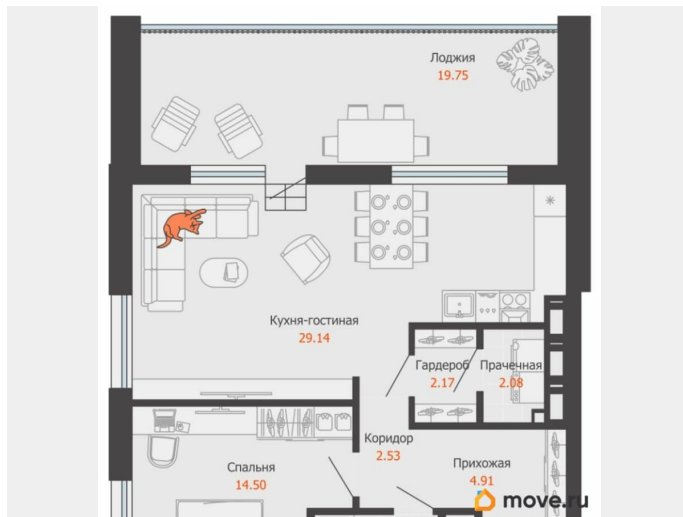 Лоджия
19.75
Кухня-гостиная
29.14
Гардероб
2.17
Прачечная
2.08
Коридор
2.53
Спальня
14.50
Прихожая
4.91
move.ru